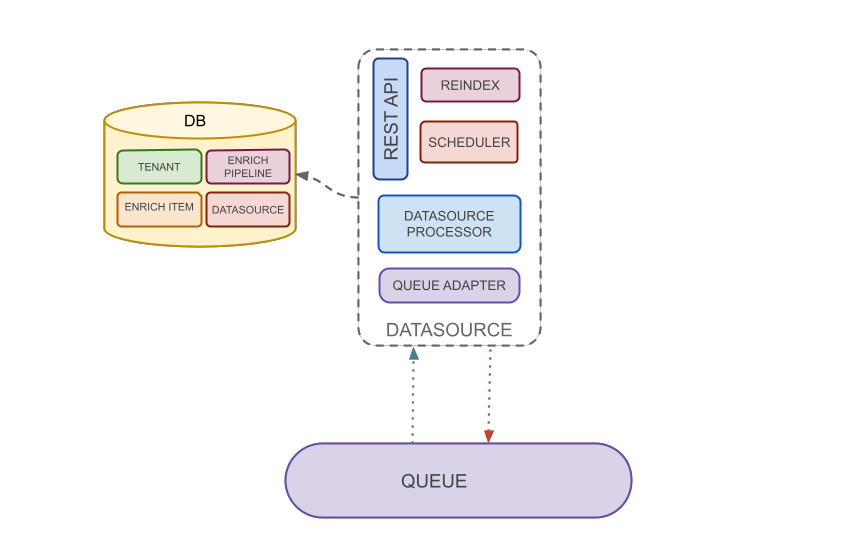 DB
TENANT
ENRICH
PIPELINE
ENRICH ITEM
DATASOURCE
REST API
REINDEX
SCHEDULER
DATASOURCE
PROCESSOR
QUEUE ADAPTER
DATASOURCE
QUEUE